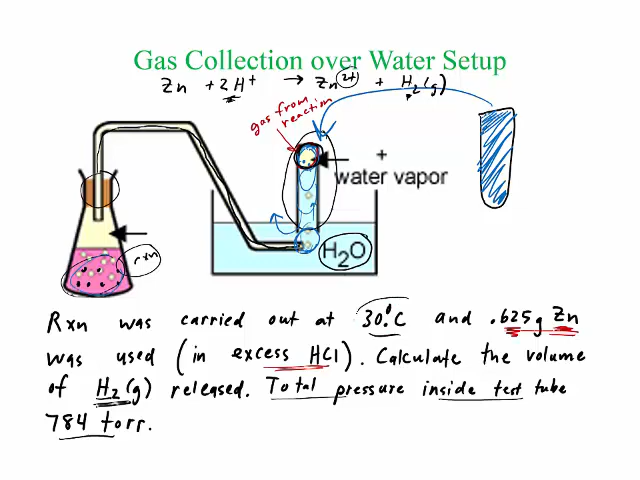 Gas Collection over Water Setup
Zn + 2H⁺ → Zn²⁺ + H₂(g)
gas from
reaction
+
water vapor
H₂O
rxn
Rxn was carried out at 30°C and .625g Zn
was used (in excess HCl). Calculate the volume
of H₂(g) released. Total pressure inside test tube
784 torr.